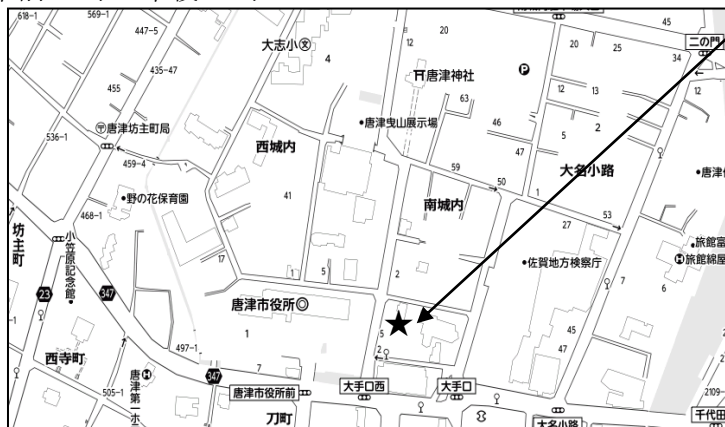 618-1
569-1
447-5
435-47
455
536-1
大志小
4
12
20
唐津神社
63
46
47
唐津曳山展示場
20
25
45
34
二の門
12
13
5
2
12
唐津坊主町局
459-4
野の花保育園
468-1
西城内
41
17
1
5
59
50
1
53
大名小路
南城内
27
2
佐賀地方検察庁
7
6
旅館綿屋
坊主町
小笠原記念館
23
347
唐津市役所
1
497-1
7
347
5
2
45
47
西寺町
505-1
唐津第一ホ
唐津市役所前
大手口西
大手口
刀町
大名小路
2109-
千代田